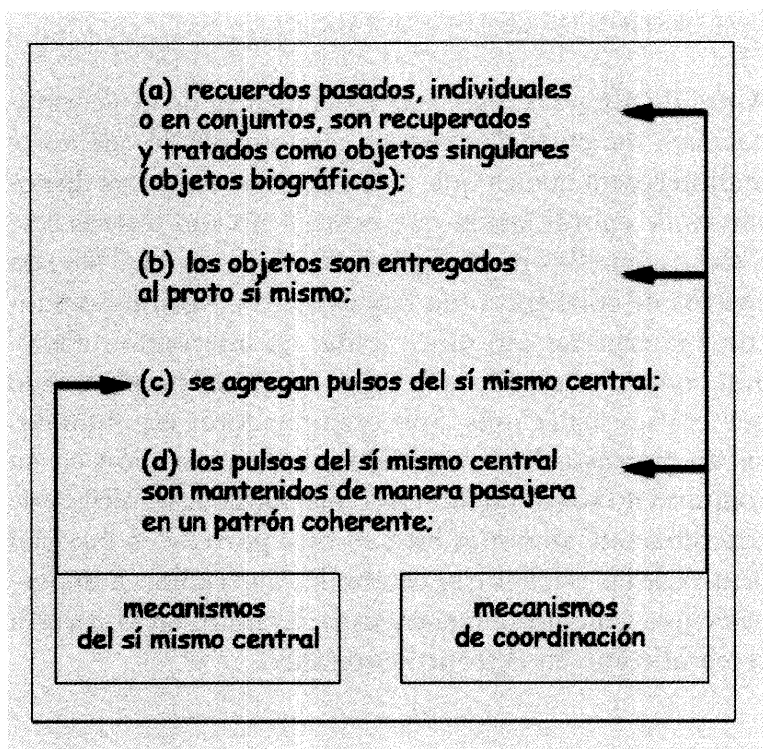 (a) recuerdos pasados, individuales
o en conjuntos, son recuperados
y tratados como objetos singulares
(objetos biográficos);
(b) los objetos son entregados
al proto sí mismo;
(c) se agregan pulsos del sí mismo central;
(d) los pulsos del sí mismo central
son mantenidos de manera pasajera
en un patrón coherente;
mecanismos
del sí mismo central
mecanismos
de coordinación